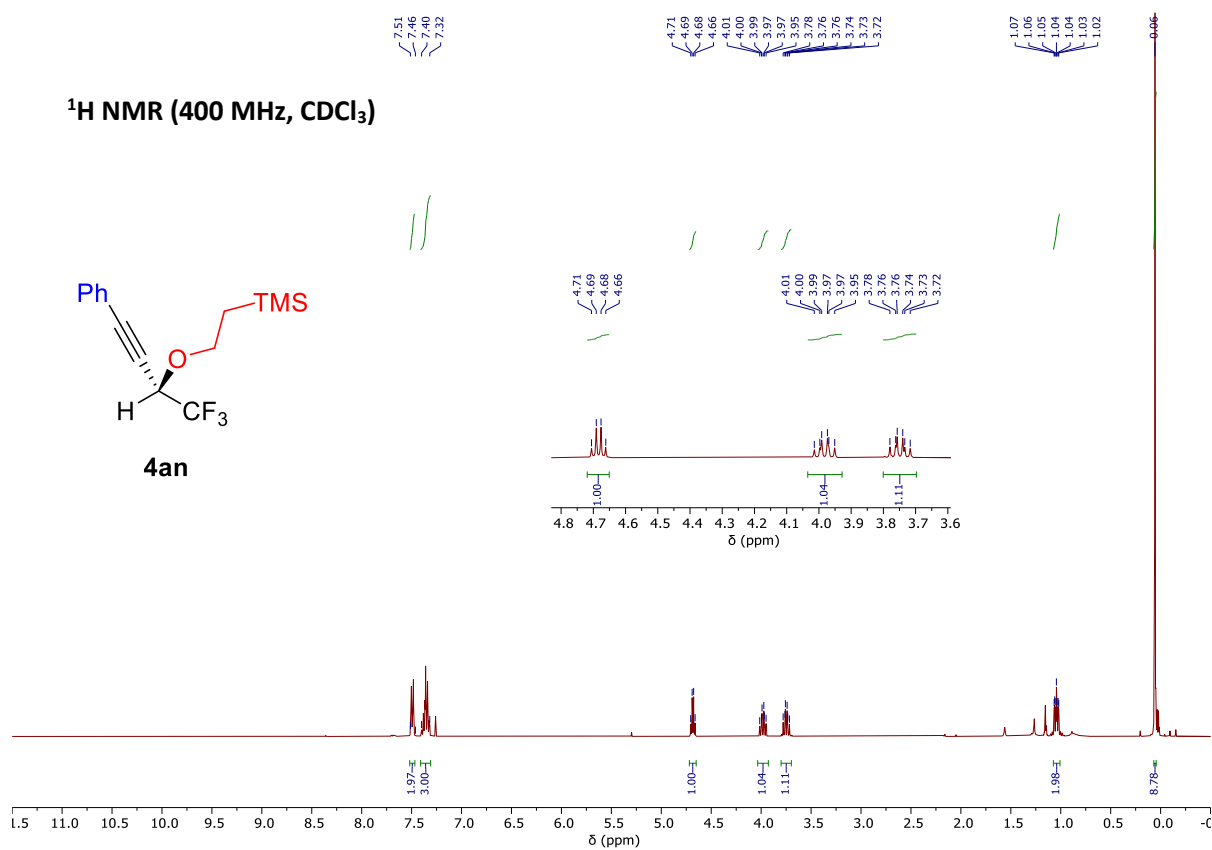 7.51 7.46 7.40 7.32
4.71 4.69 4.68 4.66 4.01 4.00 3.99 3.97 3.97 3.95 3.78 3.76 3.76 3.74 3.73 3.72
1.07 1.06 1.05 1.04 1.04 1.03 1.02
0.06
¹H NMR (400 MHz, CDCl₃)
4.71 4.69 4.68 4.66
4.01 4.00 3.99 3.97 3.97 3.95 3.78 3.76 3.76 3.74 3.73 3.72
Ph
TMS
O
H
CF₃
4an
1.00 1.04 1.11
4.8 4.7 4.6 4.5 4.4 4.3 4.2 4.1 4.0 3.9 3.8 3.7 3.6
δ (ppm)
1.97 3.00 1.00 1.04 1.11 1.98 8.78
1.5 11.0 10.5 10.0 9.5 9.0 8.5 8.0 7.5 7.0 6.5 6.0 5.5 5.0 4.5 4.0 3.5 3.0 2.5 2.0 1.5 1.0 0.5 0.0 -0
δ (ppm)